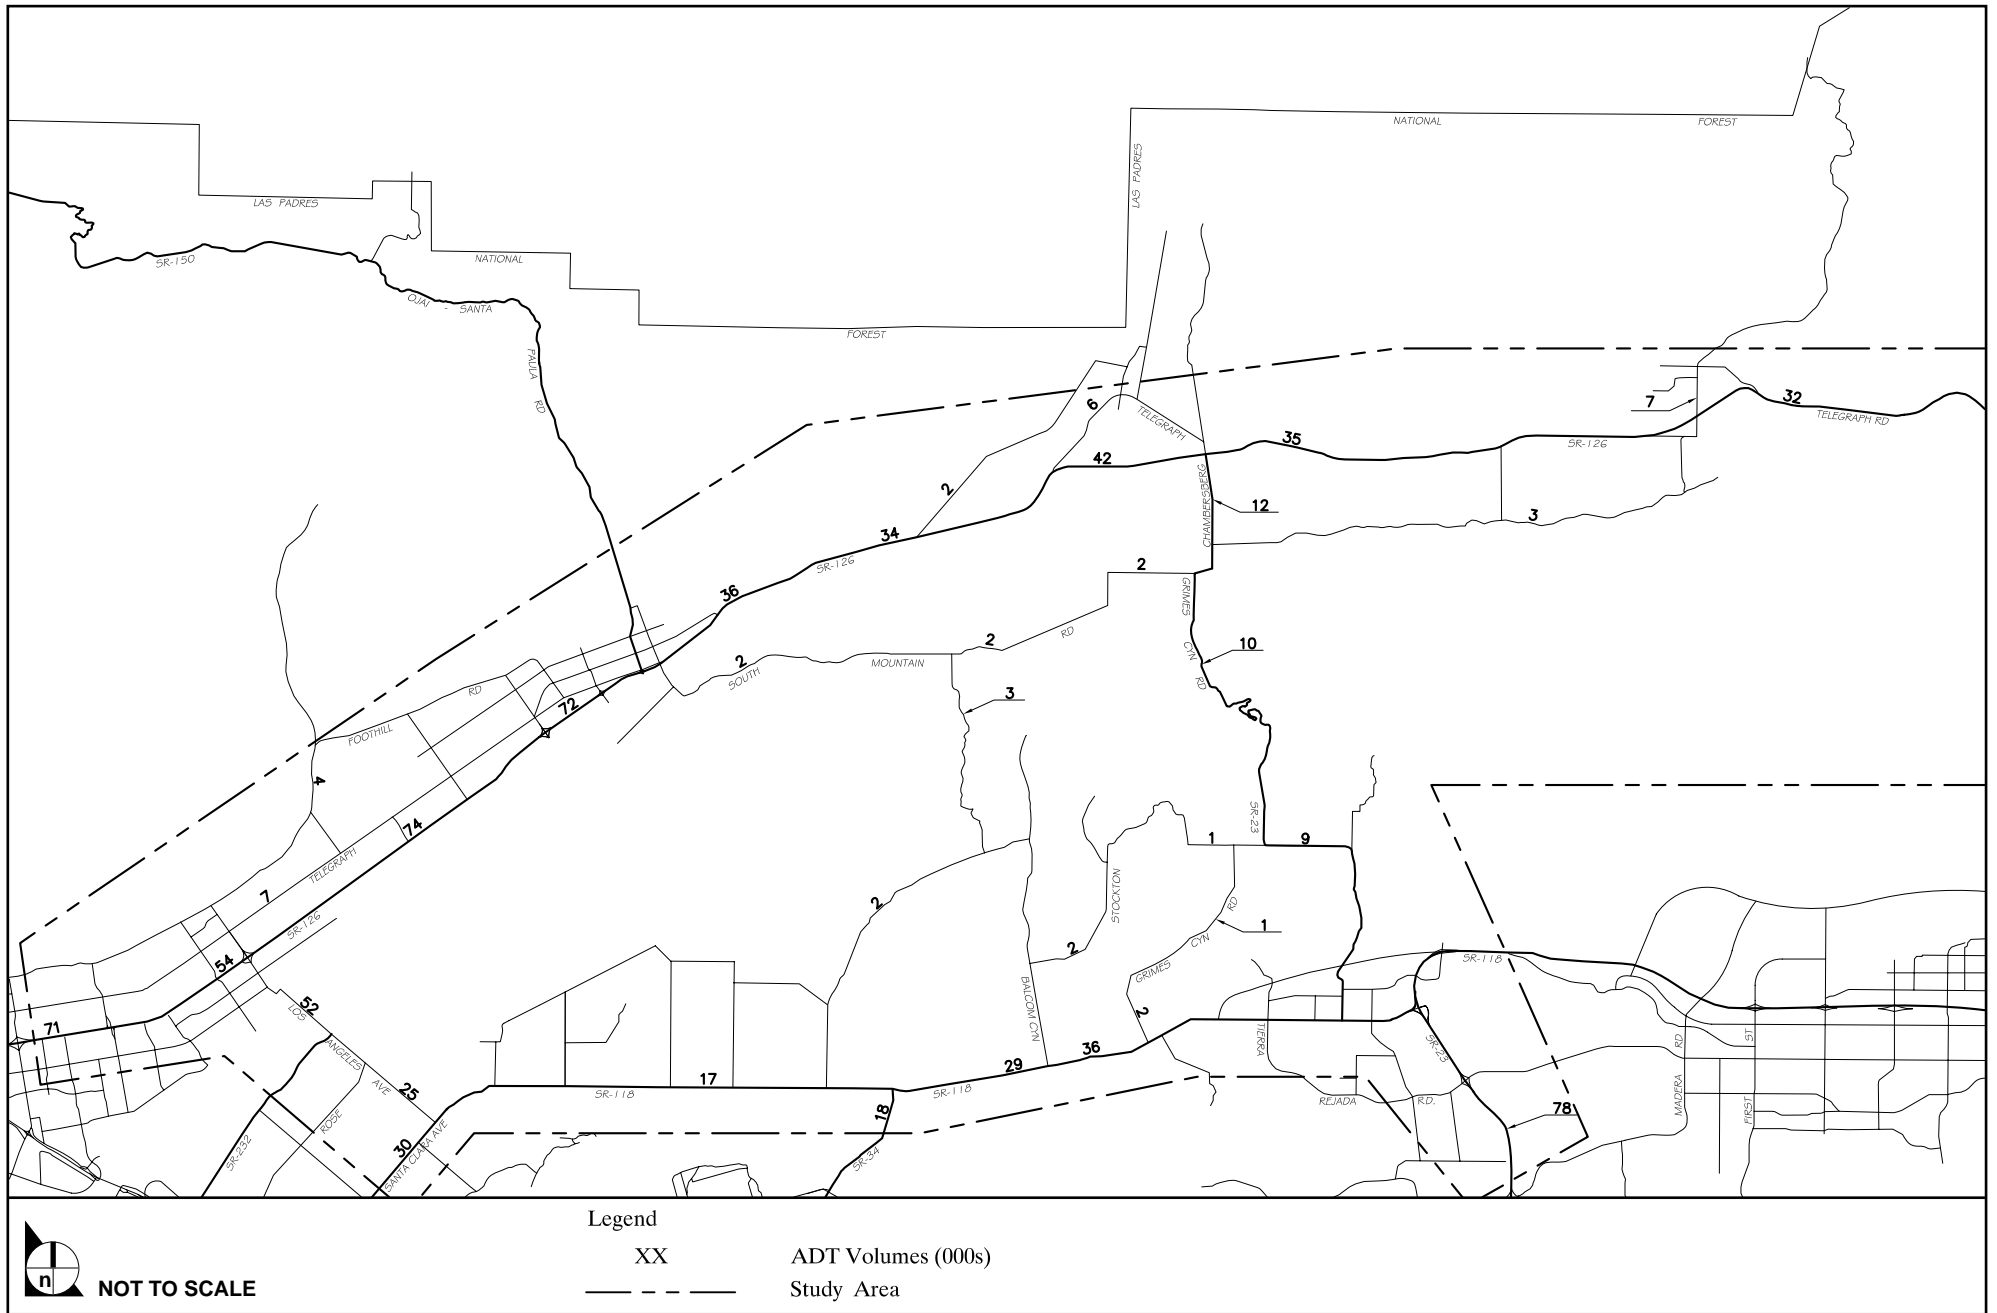 NATIONAL
FOREST
LAS PADRES
LAS PADRES
SR-150
NATIONAL
OJAI - SANTA
FOREST
PAULA
RD
6
TELEGRAPH
7
32
TELEGRAPH RD
35
SR-126
42
2
CHAMBERSBERG
12
3
34
SR-126
2
36
GRIMES
CYN
RD
10
RD
2
2
SOUTH
MOUNTAIN
3
RD
FOOTHILL
72
4
74
TELEGRAPH
7
SR-126
54
SR-23
1
9
STOCKTON
2
2
RD
1
CYN
GRIMES
BALCOM CYN
2
SR-118
52
LOS
ANGELES
AVE
71
25
17
SR-118
29
36
SR-118
TIERRA
SR-23
REJADA
RD.
MADERA
RD
FIRST
ST
78
18
SR-34
30
SANTA CLARA AVE
ROSE
SR-232
Legend
XX
ADT Volumes (000s)
Study Area
n
NOT TO SCALE